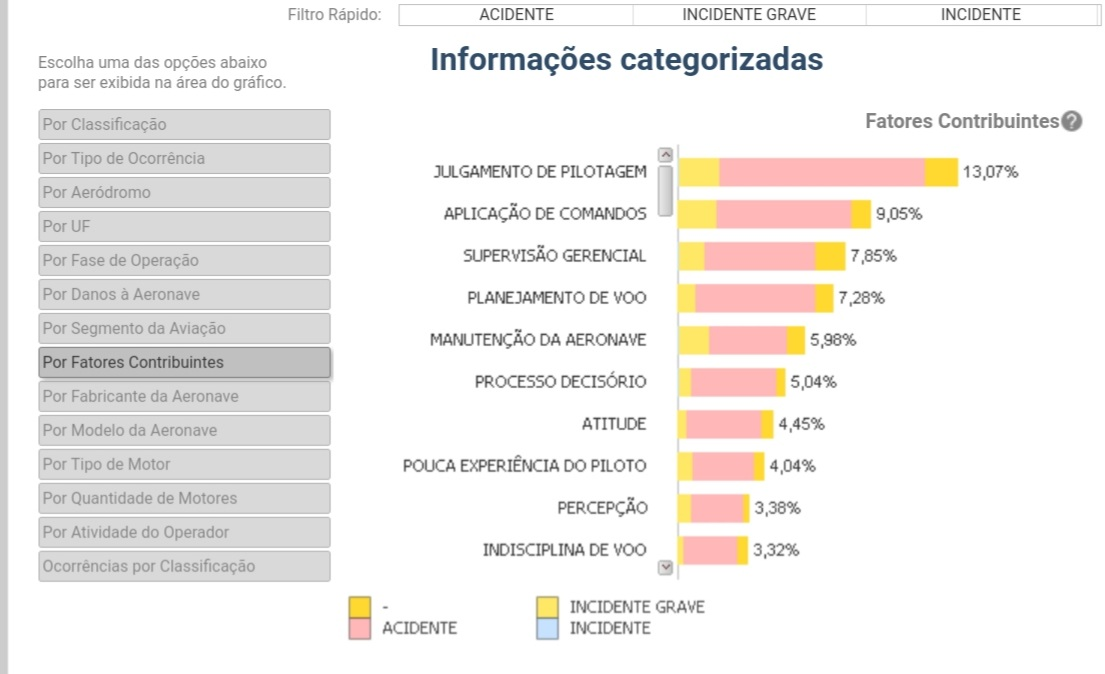 Filtro Rápido:
ACIDENTE
INCIDENTE GRAVE
INCIDENTE
Escolha uma das opções abaixo
para ser exibida na área do gráfico.
Informações categorizadas
Por Classificação
Por Tipo de Ocorrência
Por Aeródromo
Por UF
Por Fase de Operação
Por Danos à Aeronave
Por Segmento da Aviação
Por Fatores Contribuintes
Por Fabricante da Aeronave
Por Modelo da Aeronave
Por Tipo de Motor
Por Quantidade de Motores
Por Atividade do Operador
Ocorrências por Classificação
Fatores Contribuintes?
JULGAMENTO DE PILOTAGEM 13,07%
APLICAÇÃO DE COMANDOS 9,05%
SUPERVISÃO GERENCIAL 7,85%
PLANEJAMENTO DE VOO 7,28%
MANUTENÇÃO DA AERONAVE 5,98%
PROCESSO DECISÓRIO 5,04%
ATITUDE 4,45%
POUCA EXPERIÊNCIA DO PILOTO 4,04%
PERCEPÇÃO 3,38%
INDISCIPLINA DE VOO 3,32%
-
ACIDENTE
INCIDENTE GRAVE
INCIDENTE